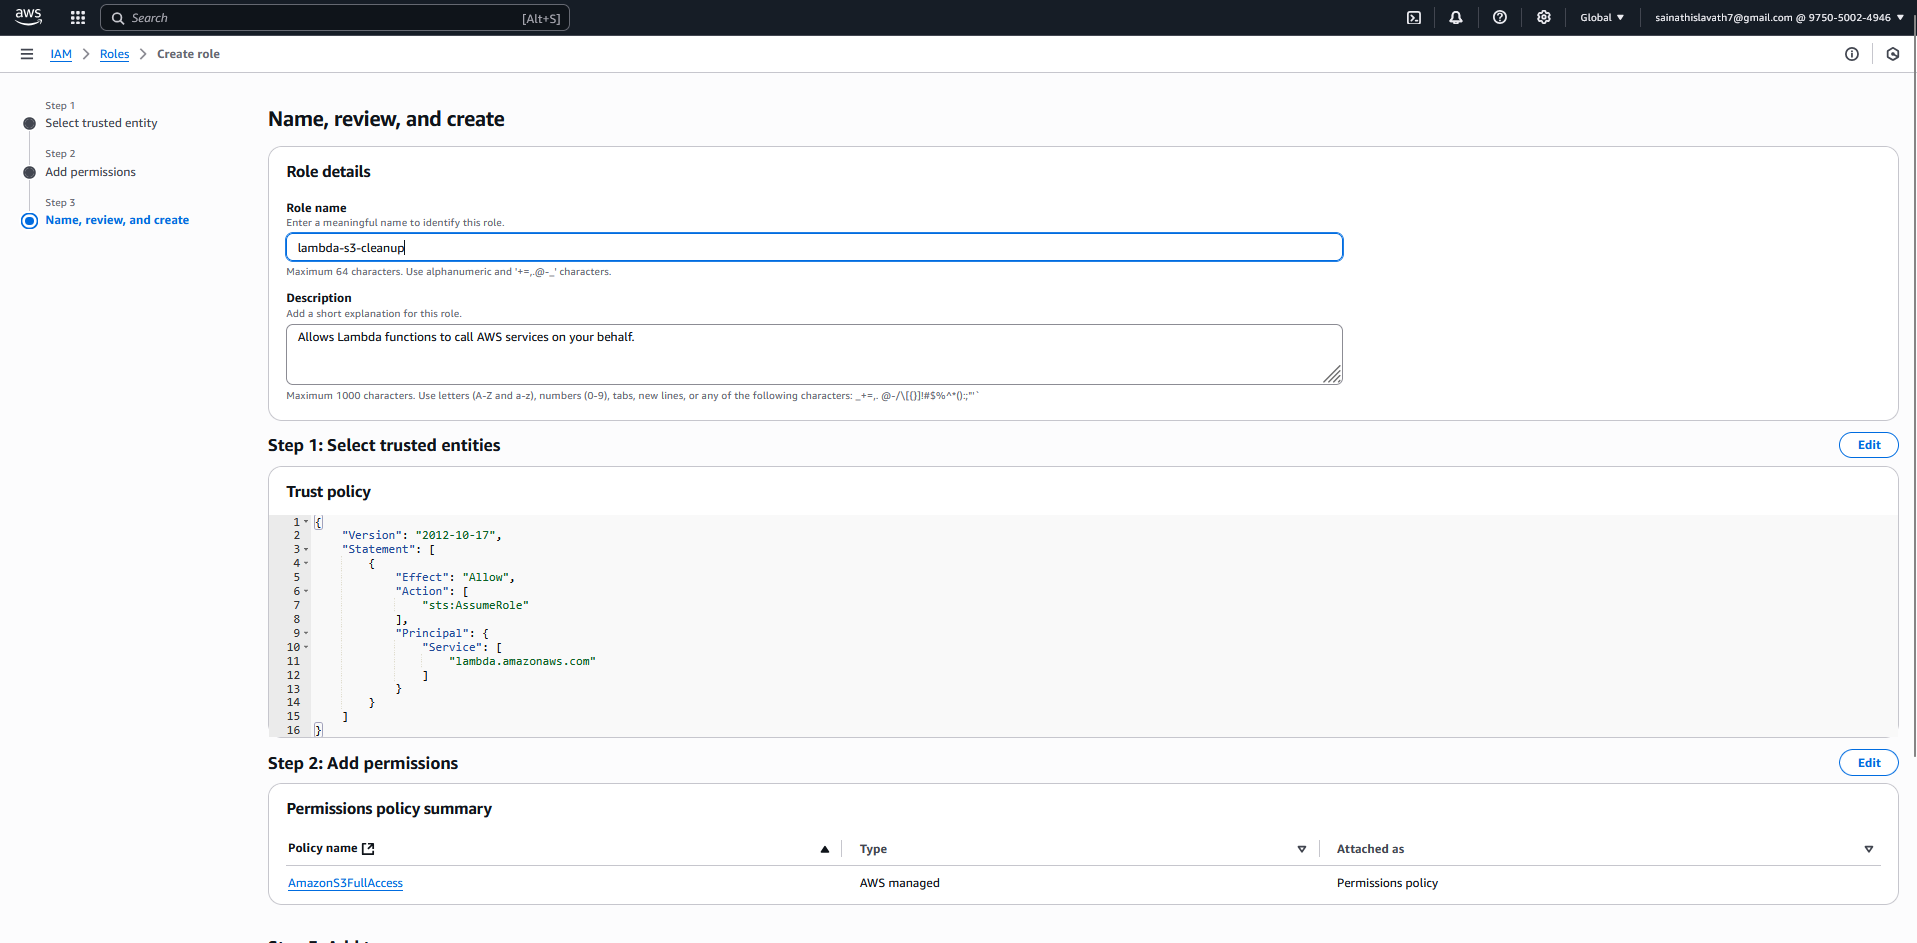 aws
Search [Alt+S]
Global ▼
sainathislavath7@gmail.com @ 9750-5002-4946 ▼
IAM > Roles > Create role
Step 1
Select trusted entity
Step 2
Add permissions
Step 3
Name, review, and create
Name, review, and create
Role details
Role name
Enter a meaningful name to identify this role.
lambda-s3-cleanup
Maximum 64 characters. Use alphanumeric and '+=,.@-_' characters.
Description
Add a short explanation for this role.
Allows Lambda functions to call AWS services on your behalf.
Maximum 1000 characters. Use letters (A-Z and a-z), numbers (0-9), tabs, new lines, or any of the following characters: _+=,. @-/\[{}]!#$%^*();:"'`
Step 1: Select trusted entities
Edit
Trust policy
1 {
2 "Version": "2012-10-17",
3 "Statement": [
4 {
5 "Effect": "Allow",
6 "Action": [
7 "sts:AssumeRole"
8 ],
9 "Principal": {
10 "Service": [
11 "lambda.amazonaws.com"
12 ]
13 }
14 }
15 ]
16 }
Step 2: Add permissions
Edit
Permissions policy summary
Policy name ▲ Type ▽ Attached as ▽
AmazonS3FullAccess AWS managed Permissions policy